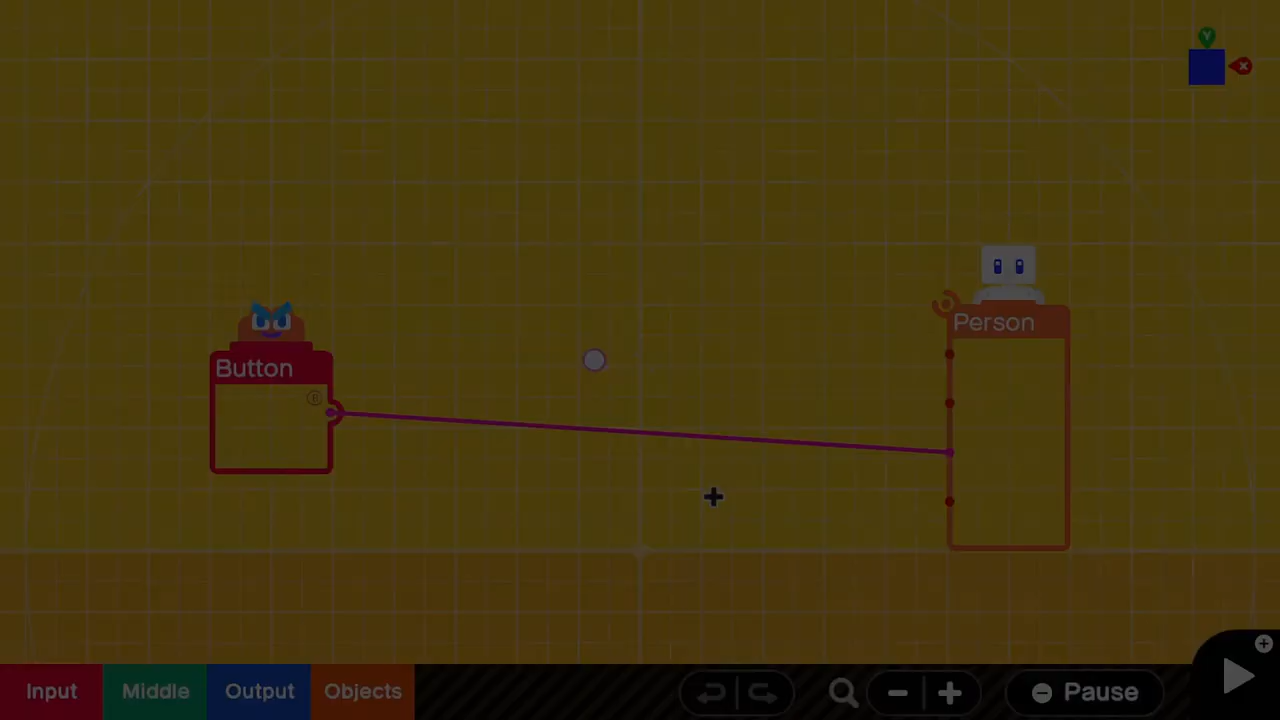 Y
X
Person
Button
B
Input
Middle
Output
Objects
Pause